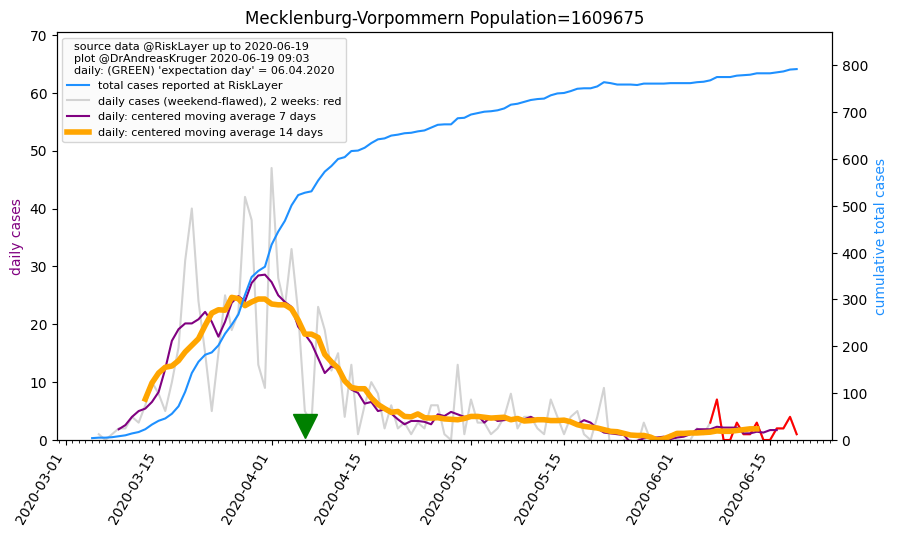 Mecklenburg-Vorpommern Population=1609675
source data @RiskLayer up to 2020-06-19
plot @DrAndreasKruger 2020-06-19 09:03
daily: (GREEN) 'expectation day' = 06.04.2020
total cases reported at RiskLayer
daily cases (weekend-flawed), 2 weeks: red
daily: centered moving average 7 days
daily: centered moving average 14 days
daily cases
70
60
50
40
30
20
10
0
cumulative total cases
800
700
600
500
400
300
200
100
0
2020-03-01
2020-03-15
2020-04-01
2020-04-15
2020-05-01
2020-05-15
2020-06-01
2020-06-15